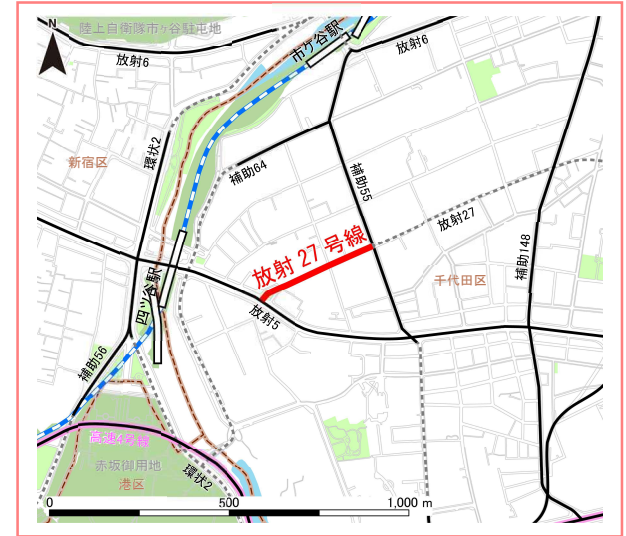 N
陸上自衛隊市ヶ谷駐屯地
放射6
市ケ谷駅
放射6
環状2
新宿区
補助64
補助55
放射27
放射27号線
補助148
千代田区
四ツ谷駅
放射5
補助56
高速4号線
赤坂御用地
環状2
港区
0 500 1,000 m